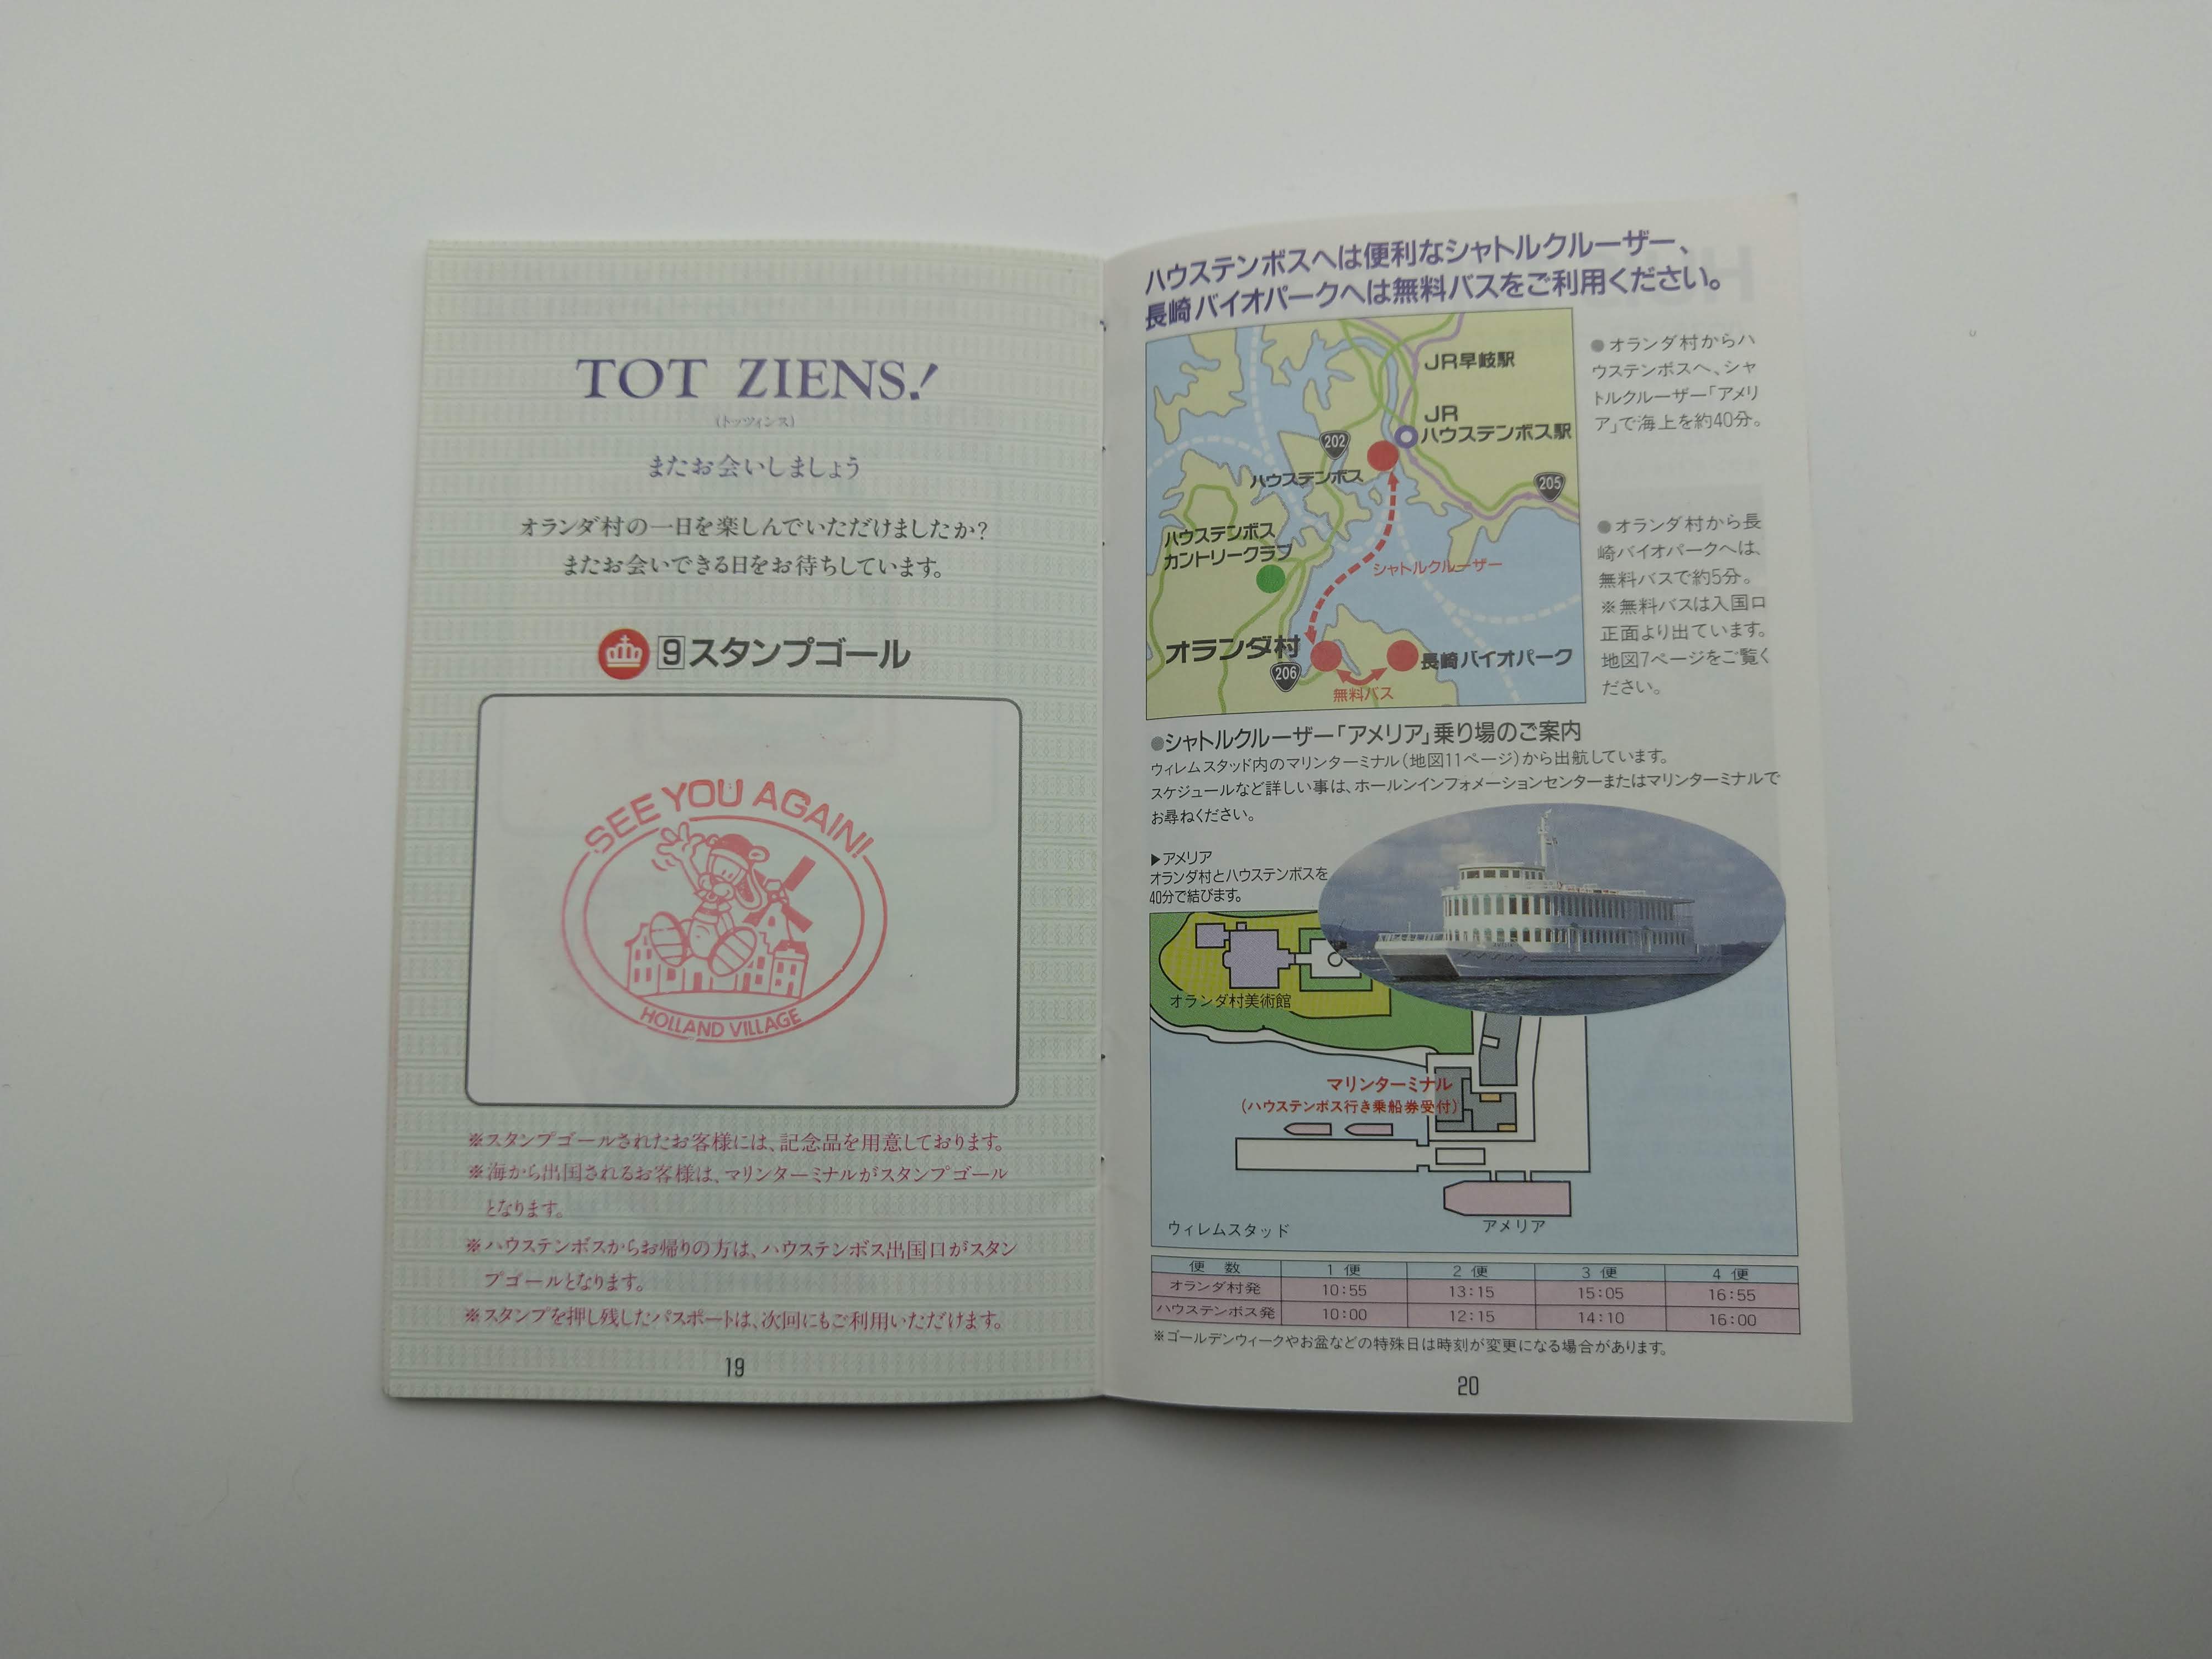 TOT ZIENS!
(トッツィンス)
またお会いしましょう
オランダ村の一日を楽しんでいただけましたか?
またお会いできる日をお待ちしています。
9スタンプゴール
SEE YOU AGAIN!
HOLLAND VILLAGE
※スタンプゴールされたお客様には、記念品を用意しております。
※海から出国されるお客様は、マリンターミナルがスタンプゴール
となります。
※ハウステンボスからお帰りの方は、ハウステンボス出国口がスタン
プゴールとなります。
※スタンプを押し残したパスポートは、次回にもご利用いただけます。
19
ハウステンボスへは便利なシャトルクルーザー、
長崎バイオパークへは無料バスをご利用ください。
JR早岐駅
JR
ハウステンボス駅
202
ハウステンボス
205
ハウステンボス
カントリークラブ
シャトルクルーザー
オランダ村
206
長崎バイオパーク
無料バス
●オランダ村からハ
ウステンボスへ、シャ
トルクルーザー「アメリ
ア」で海上を約40分。
●オランダ村から長
崎バイオパークへは、
無料バスで約5分。
※無料バスは入国口
正面より出ています。
地図7ページをご覧く
ださい。
●シャトルクルーザー「アメリア」乗り場のご案内
ウィレムスタッド内のマリンターミナル(地図11ページ)から出航しています。
スケジュールなど詳しい事は、ホールンインフォメーションセンターまたはマリンターミナルで
お尋ねください。
▶アメリア
オランダ村とハウステンボスを
40分で結びます。
オランダ村美術館
マリンターミナル
(ハウステンボス行き乗船券受付)
アメリア
ウィレムスタッド
便 数 1 便 2 便 3 便 4 便
オランダ村発 10:55 13:15 15:05 16:55
ハウステンボス発 10:00 12:15 14:10 16:00
※ゴールデンウィークやお盆などの特殊日は時刻が変更になる場合があります。
20